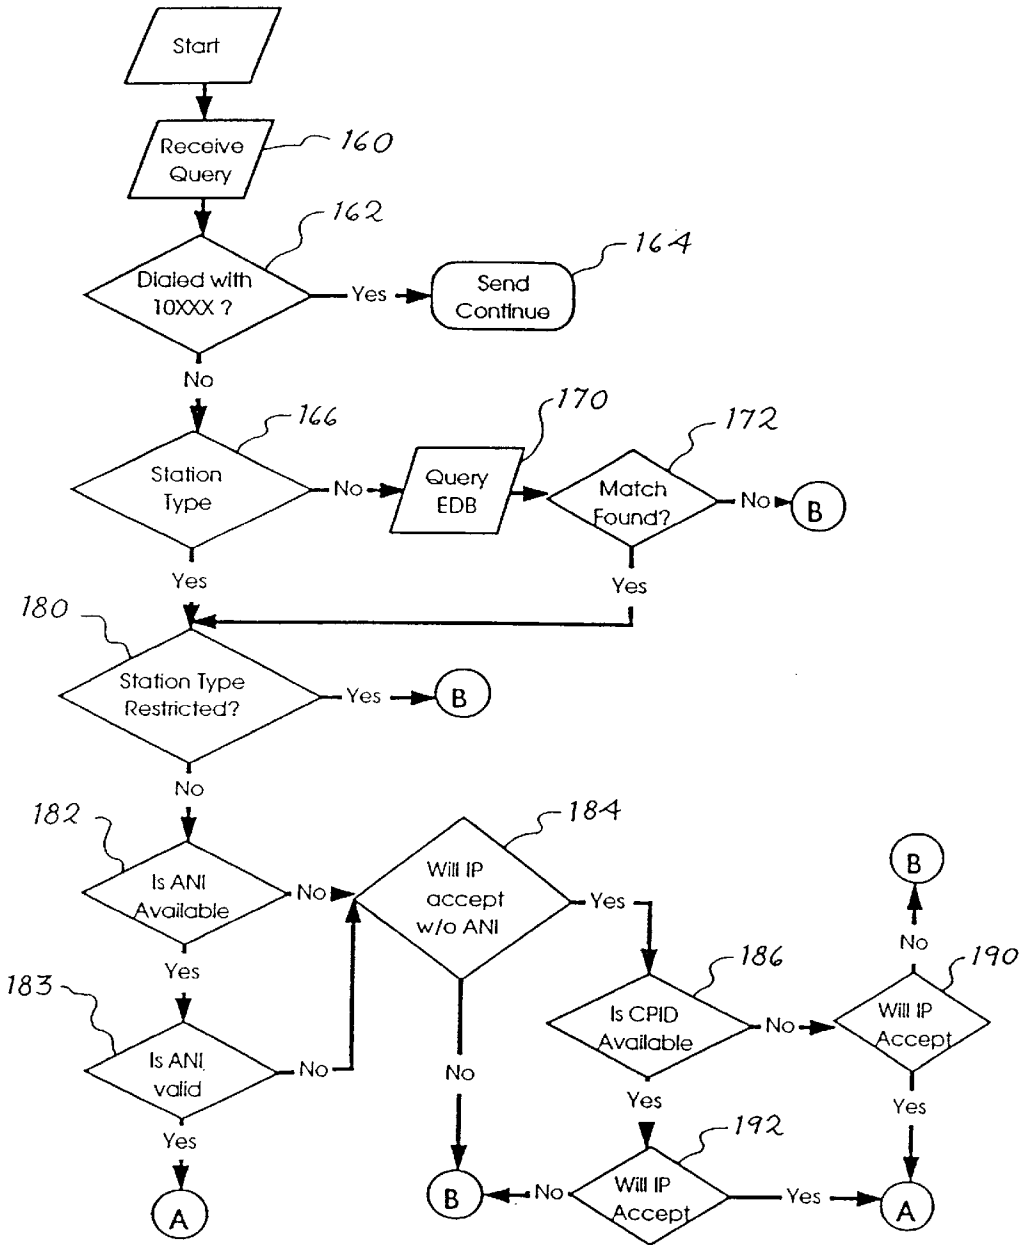 Start
Receive
Query
160
162
Dialed with
10XXX ?
Yes
Send
Continue
164
No
166
Station
Type
No
Query
EDB
170
Match
Found?
172
No
B
Yes
Yes
180
Station Type
Restricted?
Yes
B
No
182
Is ANI
Available
No
Will IP
accept
w/o ANI
184
Yes
B
No
190
Will IP
Accept
186
Is CPID
Available
No
Yes
183
Is ANI
valid
No
No
Yes
Yes
Yes
192
Will IP
Accept
No
B
Yes
A
A